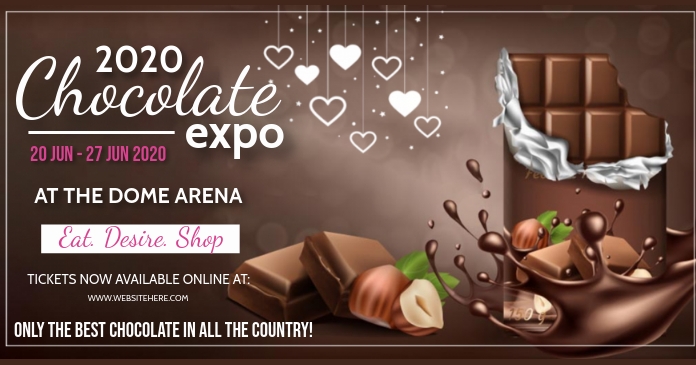 2020
Chocolate
expo
20 JUN - 27 JUN 2020
AT THE DOME ARENA
Eat. Desire. Shop
TICKETS NOW AVAILABLE ONLINE AT:
WWW.WEBSITEHERE.COM
ONLY THE BEST CHOCOLATE IN ALL THE COUNTRY!